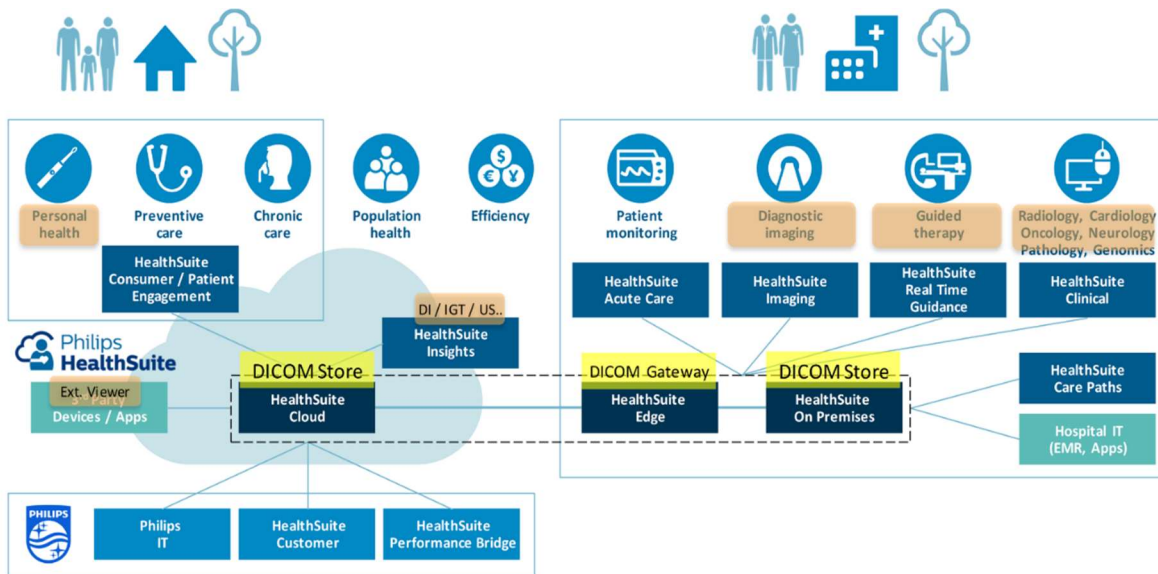 $
€ ¥
Personal
health
Preventive
care
Chronic
care
Population
health
Efficiency
Patient
monitoring
Diagnostic
imaging
Guided
therapy
Radiology, Cardiology
Oncology, Neurology
Pathology, Genomics
HealthSuite
Consumer / Patient
Engagement
HealthSuite
Acute Care
HealthSuite
Imaging
HealthSuite
Real Time
Guidance
HealthSuite
Clinical
DI / IGT / US..
HealthSuite
Insights
Philips
HealthSuite
Ext. Viewer
Party
Devices / Apps
DICOM Store
HealthSuite
Cloud
DICOM Gateway
HealthSuite
Edge
DICOM Store
HealthSuite
On Premises
HealthSuite
Care Paths
Hospital IT
(EMR, Apps)
PHILIPS
Philips
IT
HealthSuite
Customer
HealthSuite
Performance Bridge